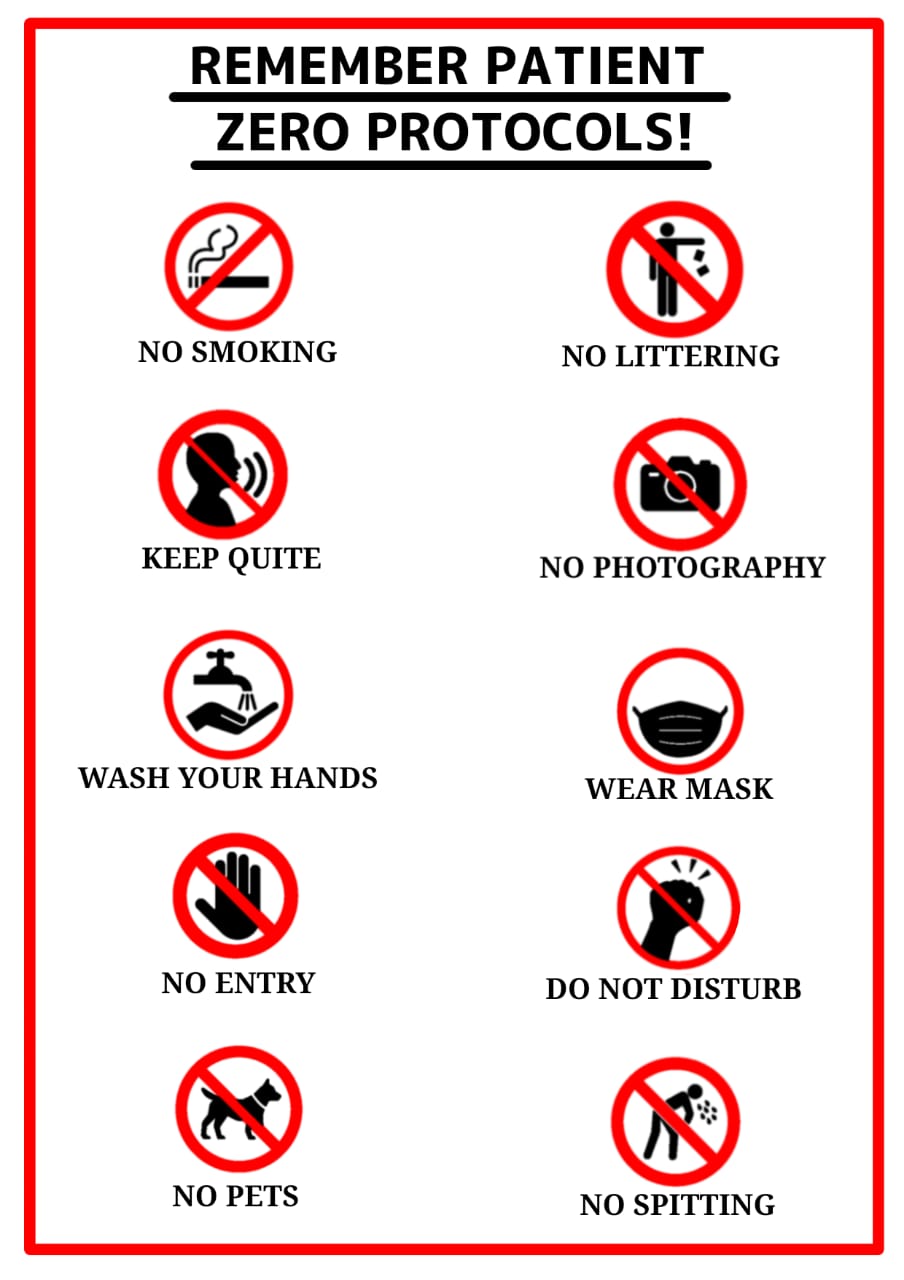 REMEMBER PATIENT
ZERO PROTOCOLS!
NO SMOKING
NO LITTERING
KEEP QUITE
NO PHOTOGRAPHY
WASH YOUR HANDS
WEAR MASK
NO ENTRY
DO NOT DISTURB
NO PETS
NO SPITTING